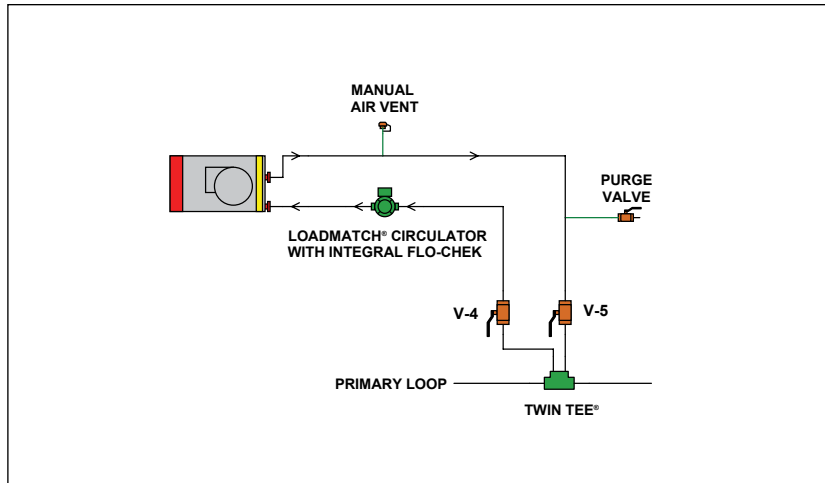 MANUAL
AIR VENT
PURGE
VALVE
LOADMATCH® CIRCULATOR
WITH INTEGRAL FLO-CHEK
V-4
V-5
PRIMARY LOOP
TWIN TEE®